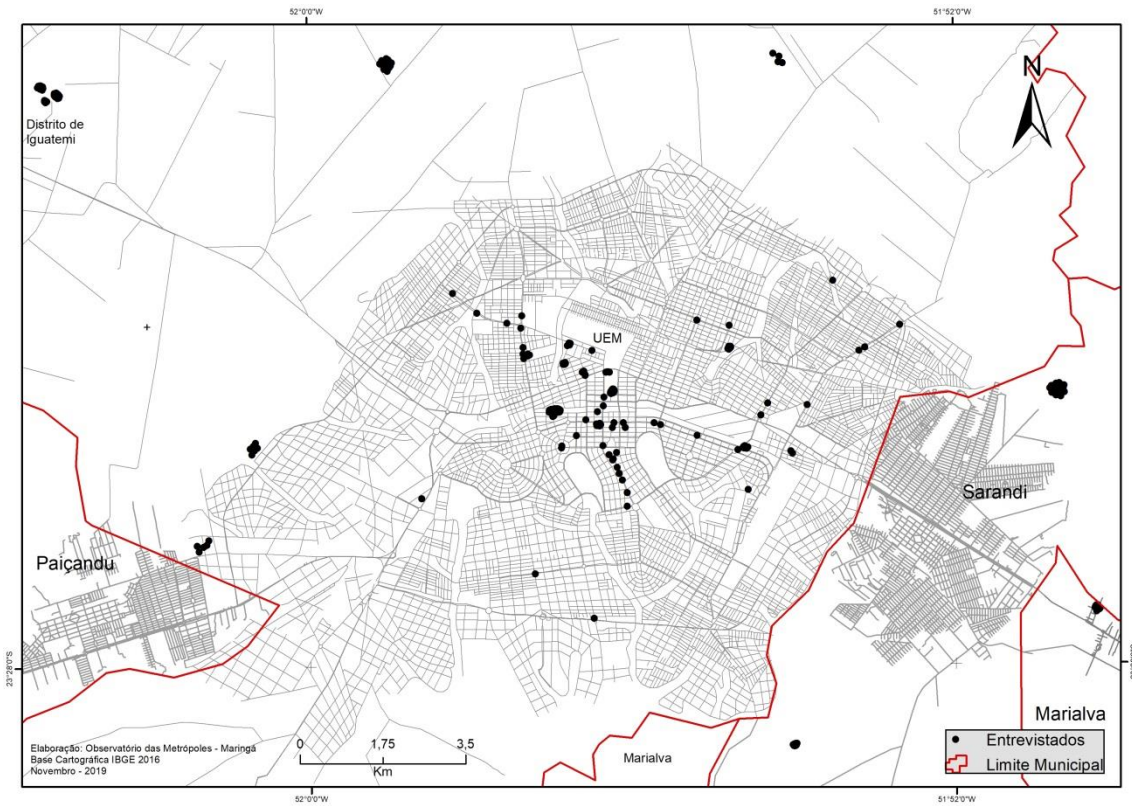 52°0'0"W
51°52'0"W
N
Distrito de
Iguatemi
UEM
Sarandi
Paiçandu
23°28'0"S
Marialva
Elaboração: Observatório das Metrópoles - Maringá
Base Cartográfica IBGE 2016
Novembro - 2019
0
1,75
3,5
Km
Marialva
Entrevistados
Limite Municipal
52°0'0"W
51°52'0"W